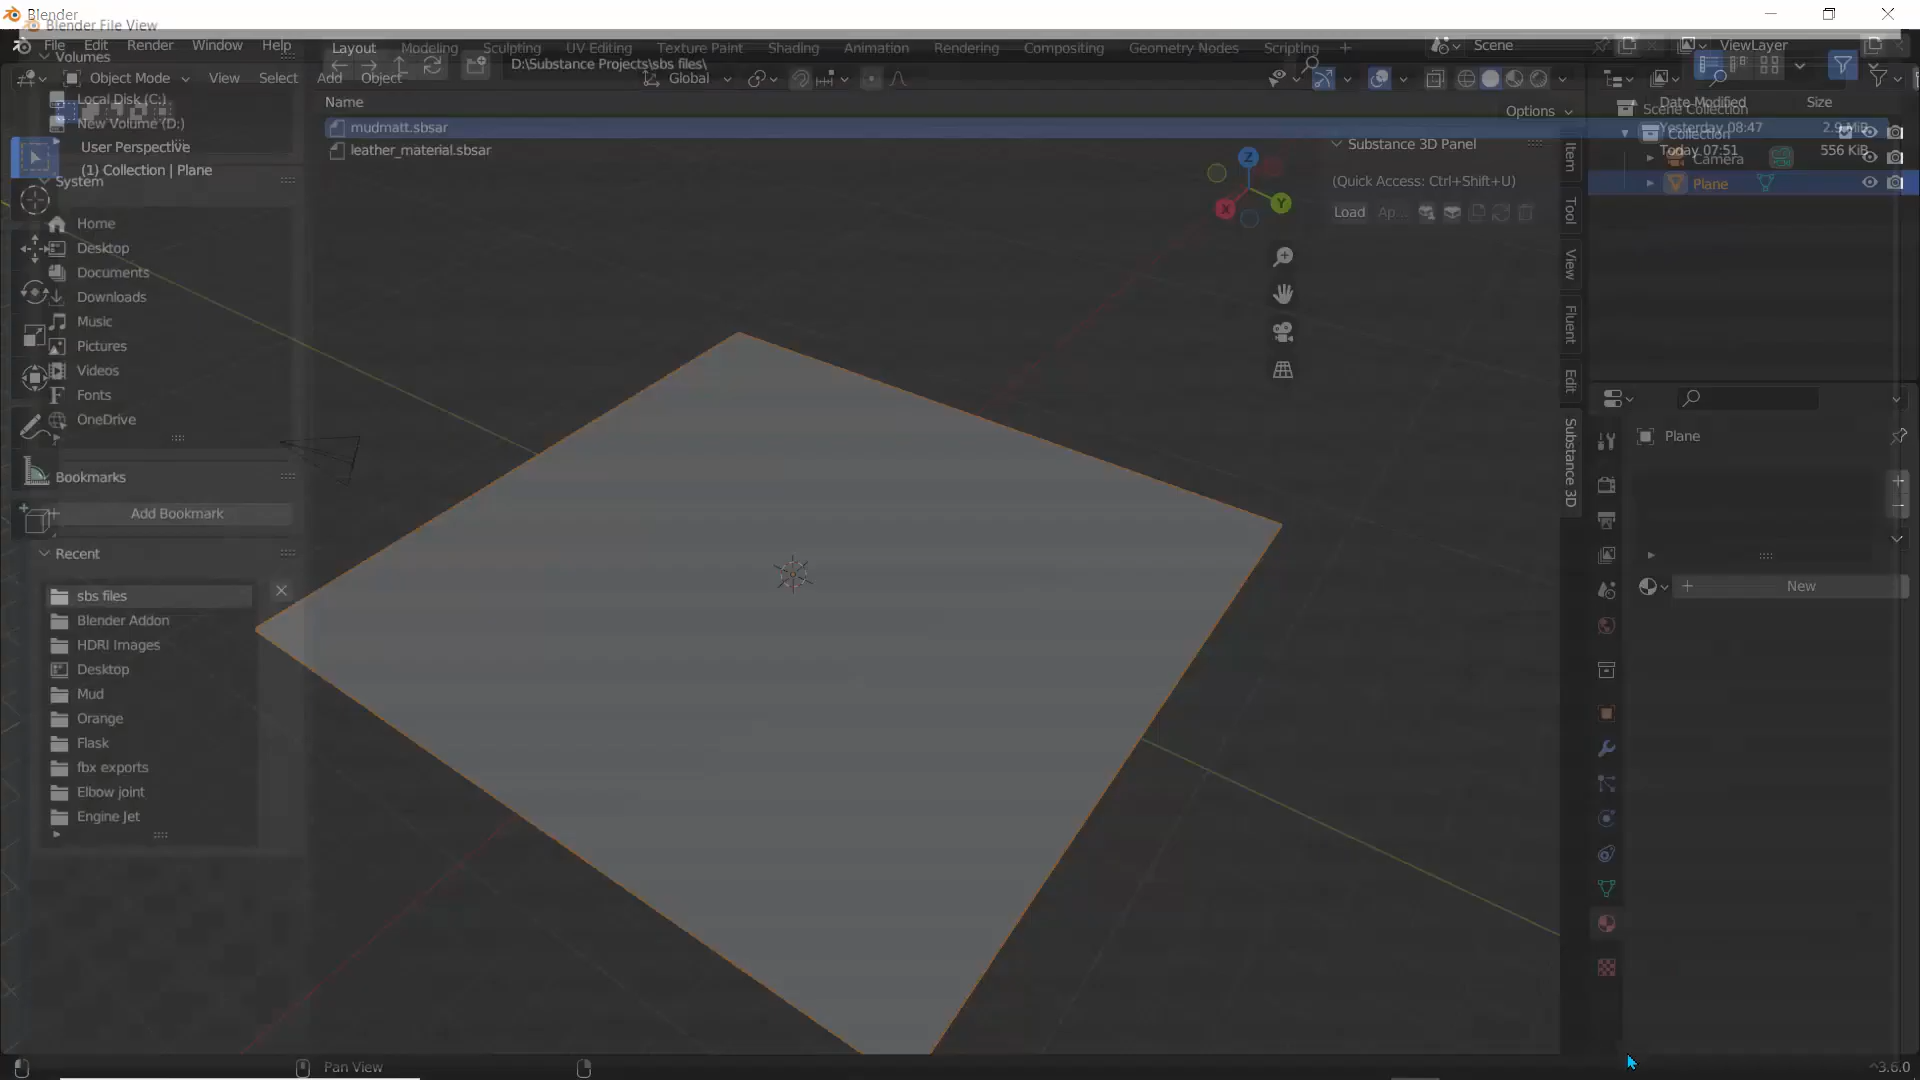 Blender
Blender File View
File Edit Render Window Help
Layout Modeling Sculpting UV Editing Texture Paint Shading Animation Rendering Compositing Geometry Nodes Scripting +
Scene
ViewLayer
Volumes
D:\Substance Projects\sbs files\
Object Mode View Select Add Object
Global
Local Disk (C:)
Name
Date Modified Size
Options
Scene Collection
New Volume (D:)
mudmatt.sbsar
Yesterday 08:47 2.9 MiB
Collection
User Perspective
(1) Collection | Plane
leather_material.sbsar
Today 07:51 556 KiB
Camera
Plane
Substance 3D Panel
(Quick Access: Ctrl+Shift+U)
Load Ap...
Z
Y
X
Item
Tool
View
Fluent
Edit
Substance 3D
System
Home
Desktop
Documents
Downloads
Music
Pictures
Videos
Fonts
OneDrive
Bookmarks
Add Bookmark
Recent
sbs files
Blender Addon
HDRI Images
Desktop
Mud
Orange
Flask
fbx exports
Elbow joint
Engine Jet
Plane
New
Pan View
3.6.0